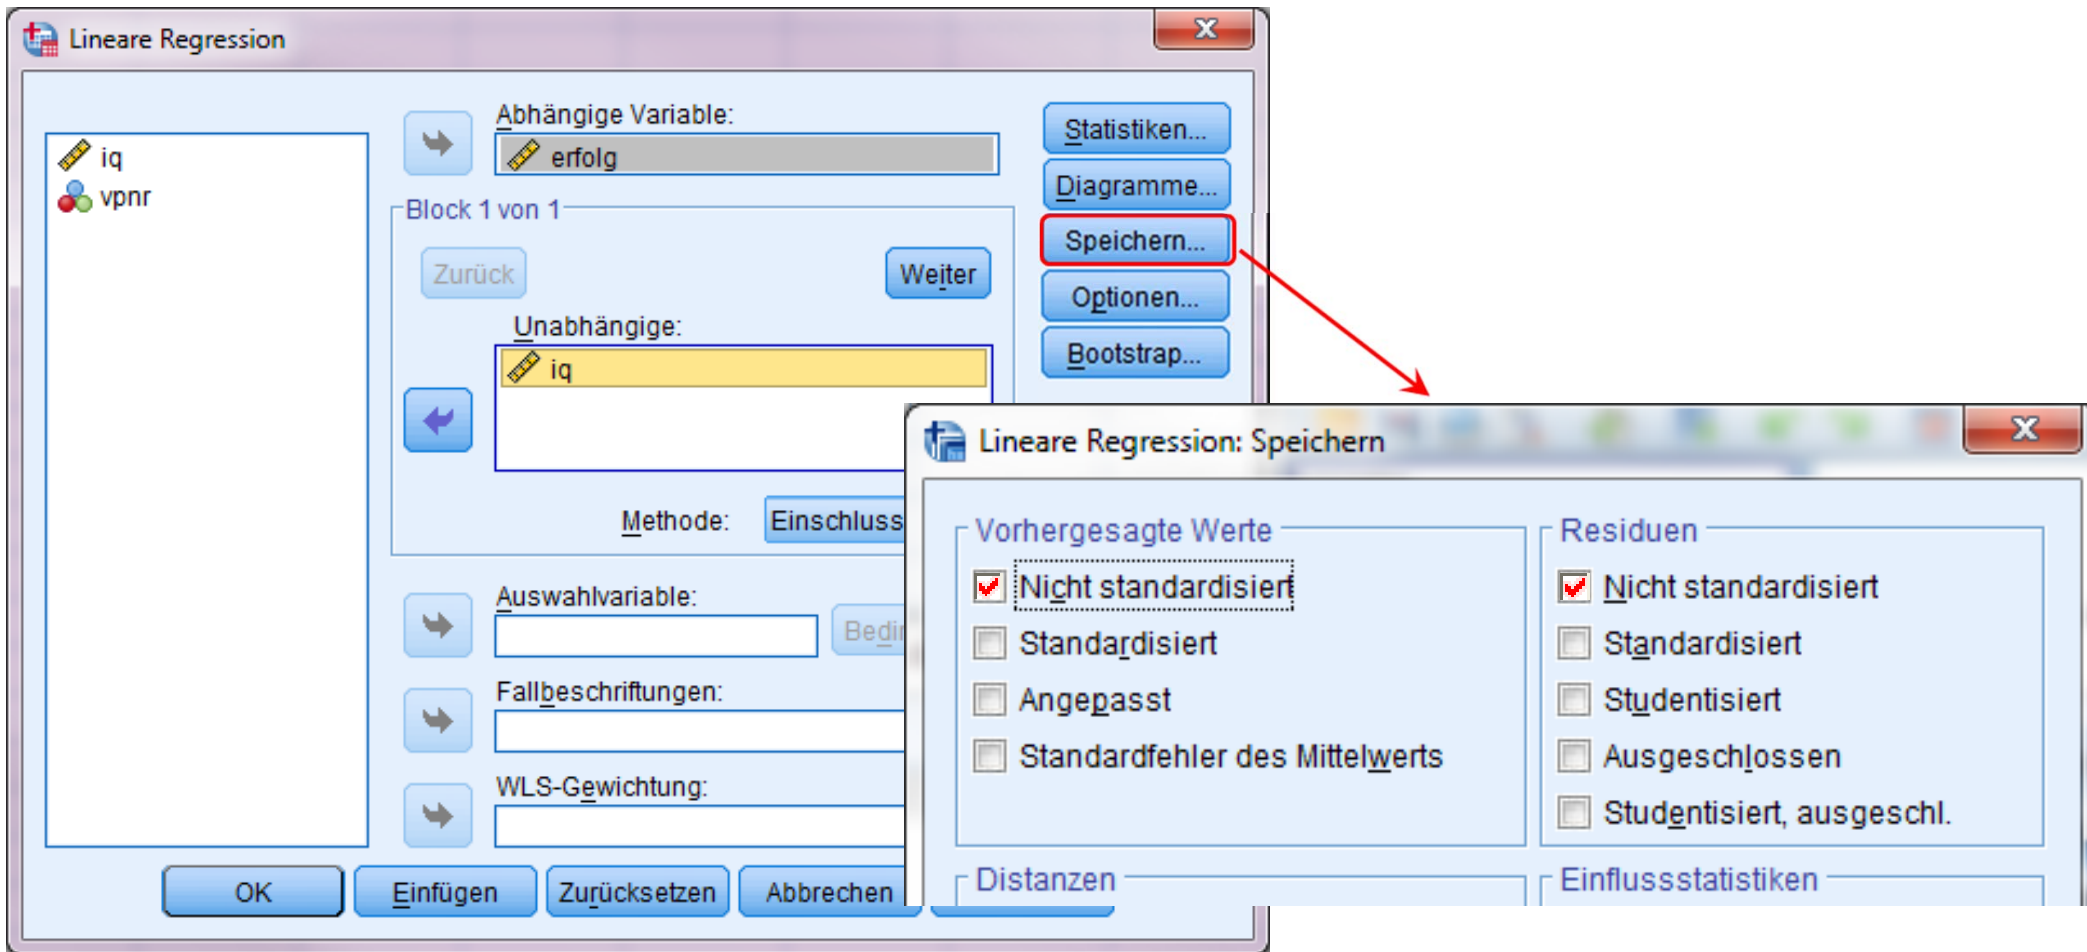 Lineare Regression
iq
vpnr
Abhängige Variable:
erfolg
Block 1 von 1
Zurück
Weiter
Unabhängige:
iq
Methode:
Einschluss
Auswahlvariable:
Fallbeschriftungen:
WLS-Gewichtung:
OK
Einfügen
Zurücksetzen
Abbrechen
Statistiken...
Diagramme...
Speichern...
Optionen...
Bootstrap...
Lineare Regression: Speichern
Vorhergesagte Werte
Nicht standardisiert
Standardisiert
Angepasst
Standardfehler des Mittelwerts
Residuen
Nicht standardisiert
Standardisiert
Studentisiert
Ausgeschlossen
Studentisiert, ausgeschl.
Distanzen
Einflussstatistiken